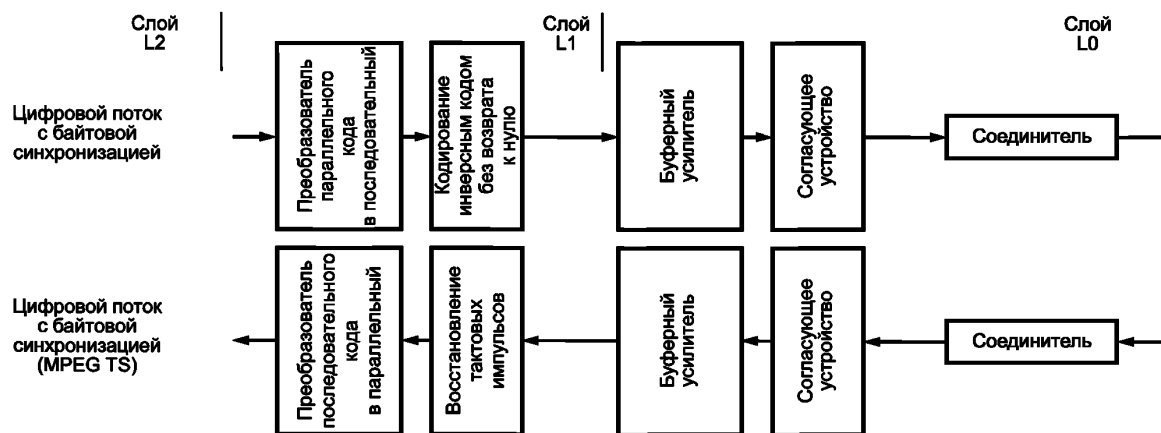 Слой
L2
Слой
L1
Слой
L0
Цифровой поток
с байтовой
синхронизацией
Преобразователь
параллельного
кода
в последовательный
Кодирование
инверсным кодом
без возврата
к нулю
Буферный
усилитель
Согласующее
устройство
Соединитель
Цифровой поток
с байтовой
синхронизацией
(MPEG TS)
Преобразователь
последовательного
кода
в параллельный
Восстановление
тактовых
импульсов
Буферный
усилитель
Согласующее
устройство
Соединитель